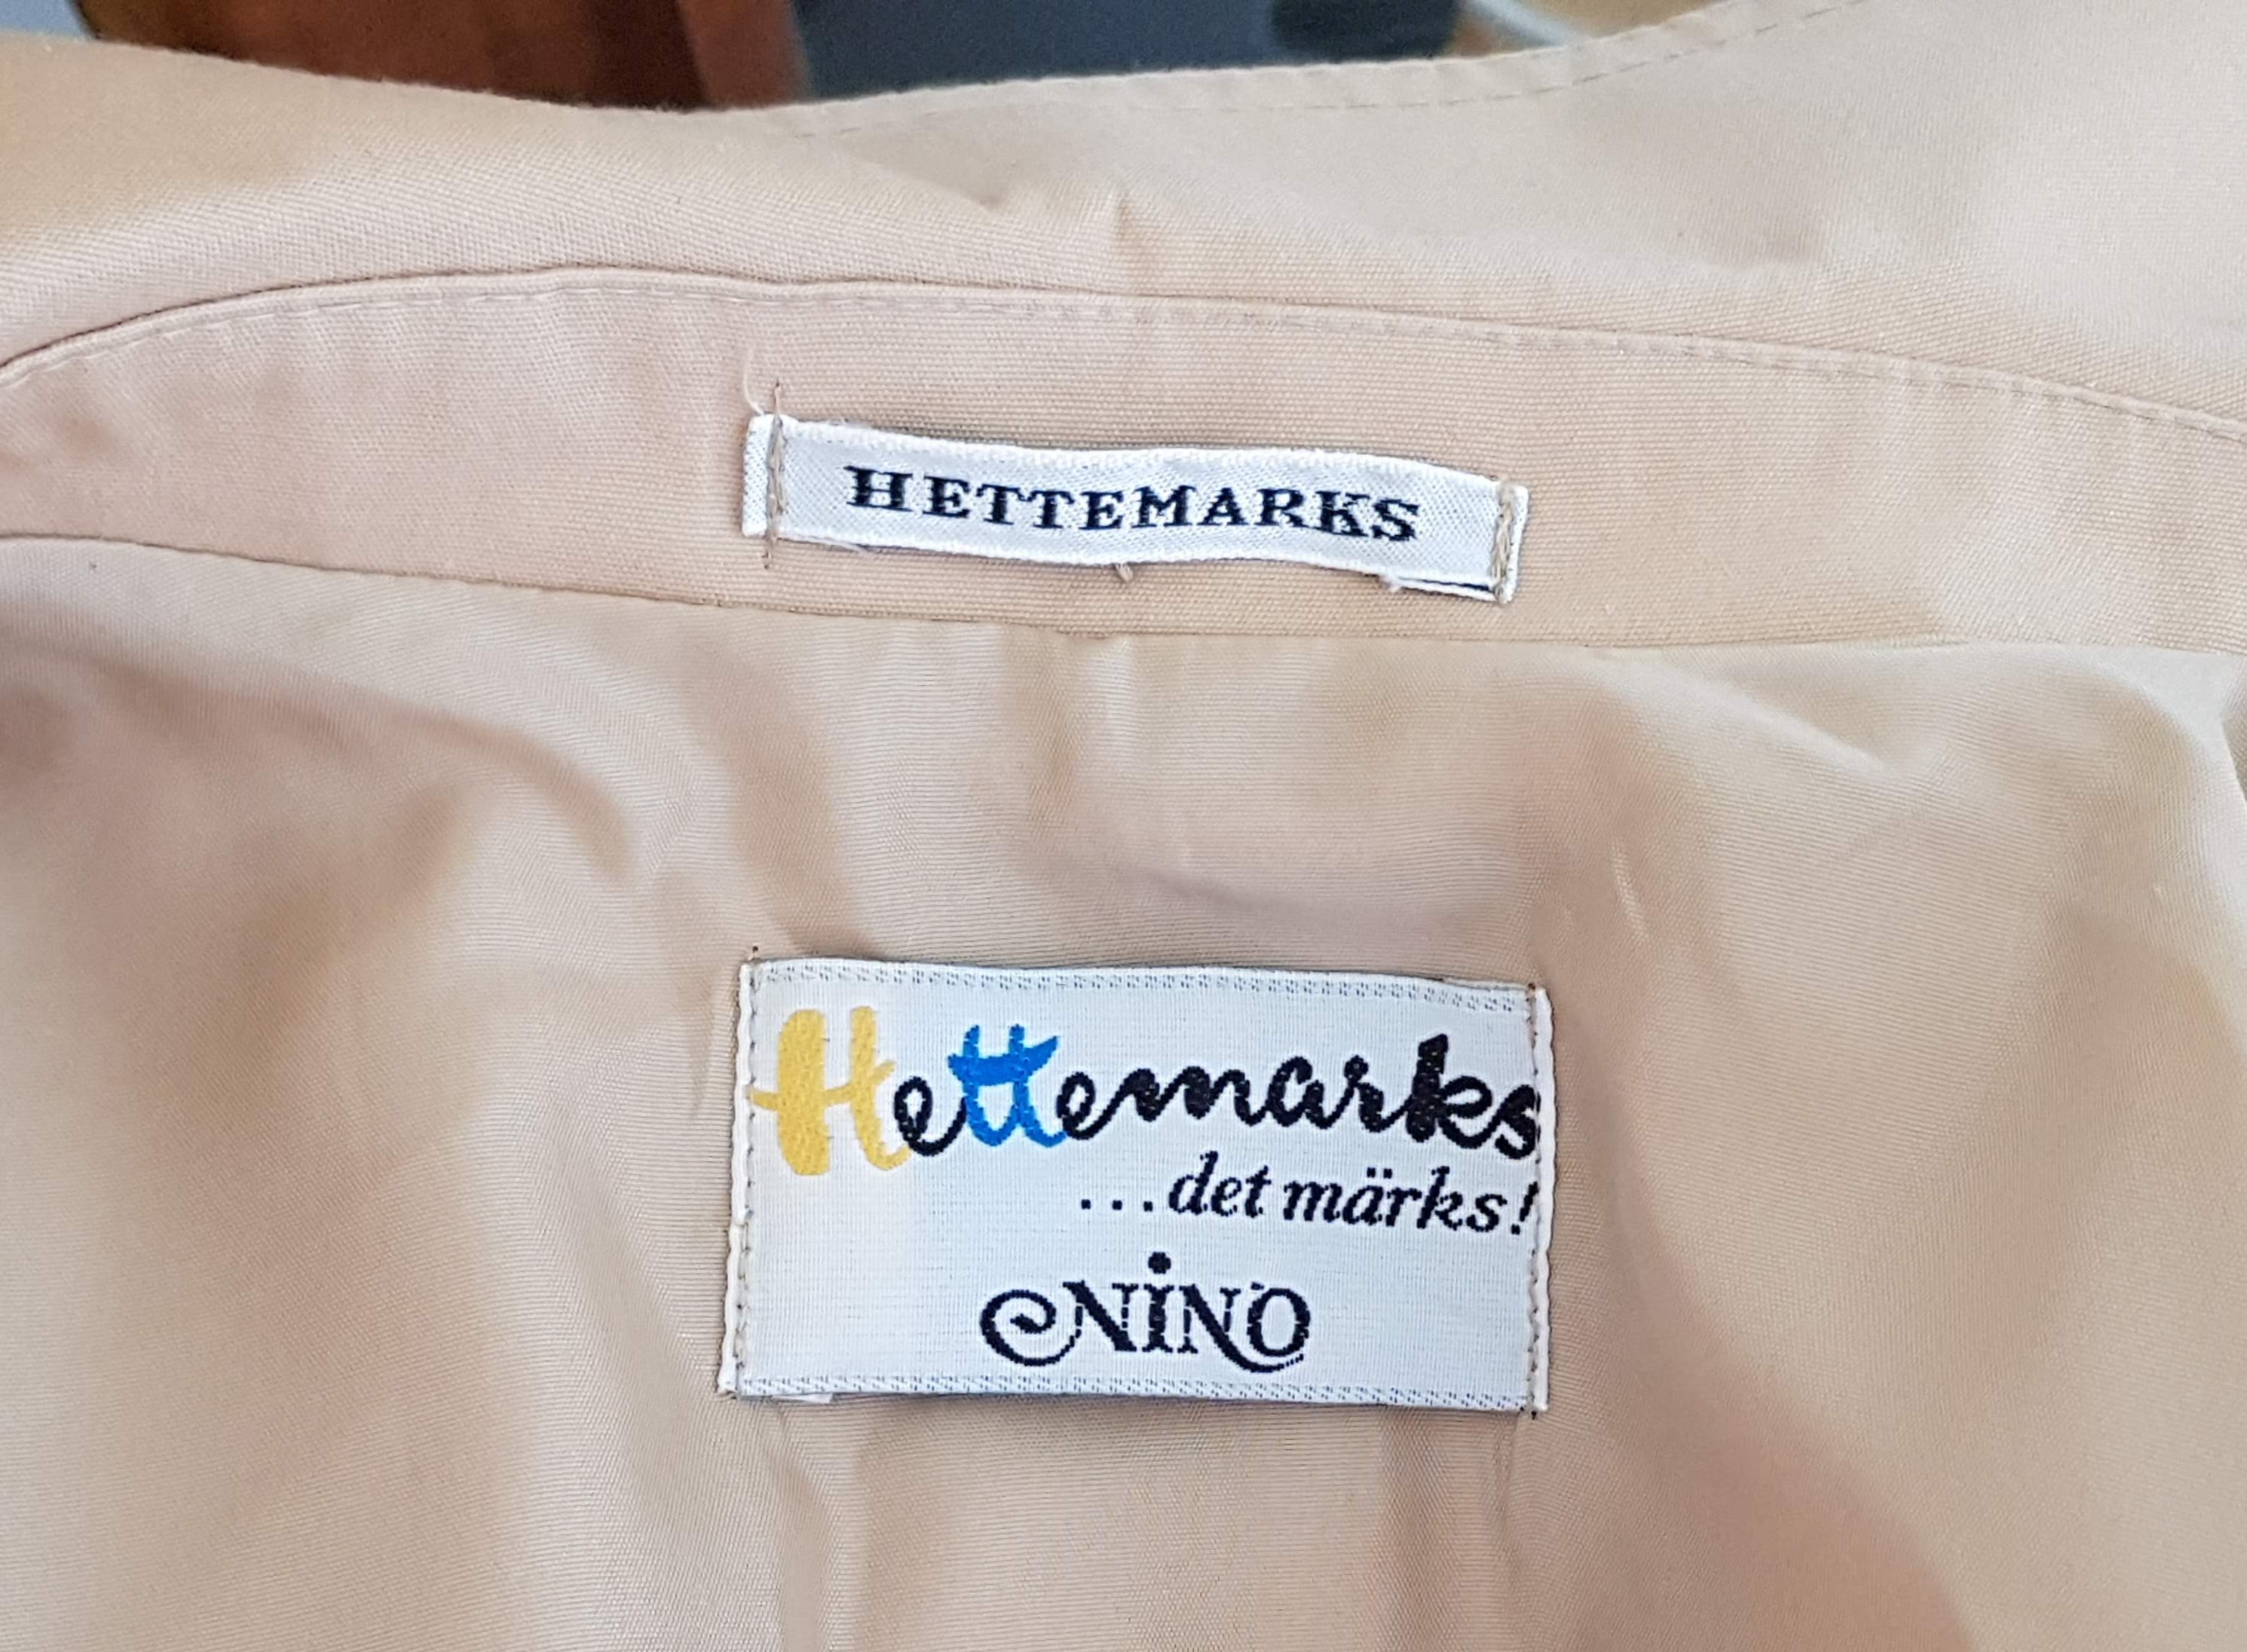 HETTEMARKS
Hettemarks
...det märks!
NINO